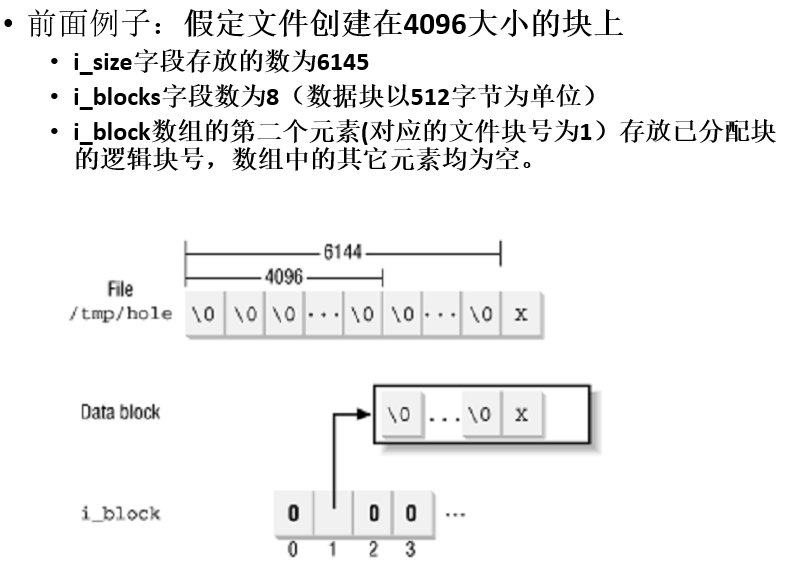 • 前面例子：假定文件创建在4096大小的块上
• i_size字段存放的数为6145
• i_blocks字段数为8（数据块以512字节为单位）
• i_block数组的第二个元素(对应的文件块号为1）存放已分配块
的逻辑块号，数组中的其它元素均为空。
6144
4096
File
/tmp/hole
\0 \0 \0 ... \0 \0 ... \0 X
Data block
\0 ... \0 X
i_block
0 0 0 ...
0 1 2 3